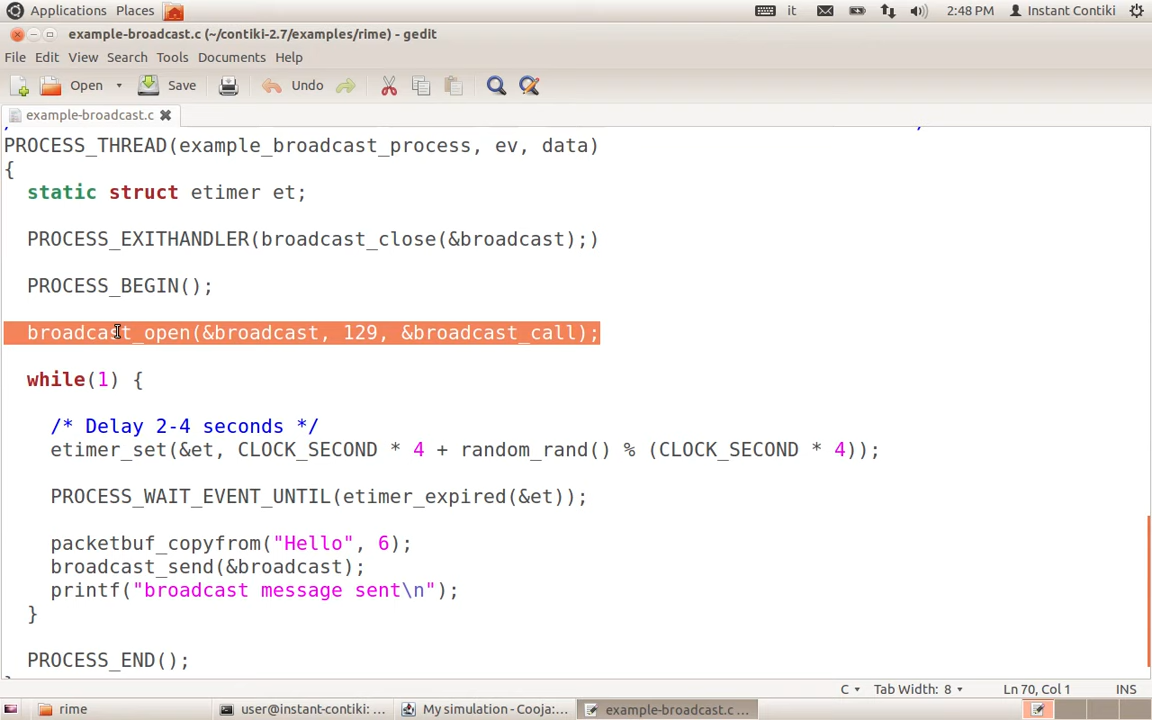 Applications Places it 2:48 PM Instant Contiki
example-broadcast.c (~/contiki-2.7/examples/rime) - gedit
File Edit View Search Tools Documents Help
Open Save Undo
example-broadcast.c
PROCESS_THREAD(example_broadcast_process, ev, data)
{
static struct etimer et;
PROCESS_EXITHANDLER(broadcast_close(&broadcast);)
PROCESS_BEGIN();
broadcast_open(&broadcast, 129, &broadcast_call);
while(1) {
/* Delay 2-4 seconds */
etimer_set(&et, CLOCK_SECOND * 4 + random_rand() % (CLOCK_SECOND * 4));
PROCESS_WAIT_EVENT_UNTIL(etimer_expired(&et));
packetbuf_copyfrom("Hello", 6);
broadcast_send(&broadcast);
printf("broadcast message sent\n");
}
PROCESS_END();
C Tab Width: 8 Ln 70, Col 1 INS
rime user@instant-contiki: ... My simulation - Cooja:... example-broadcast.c ...